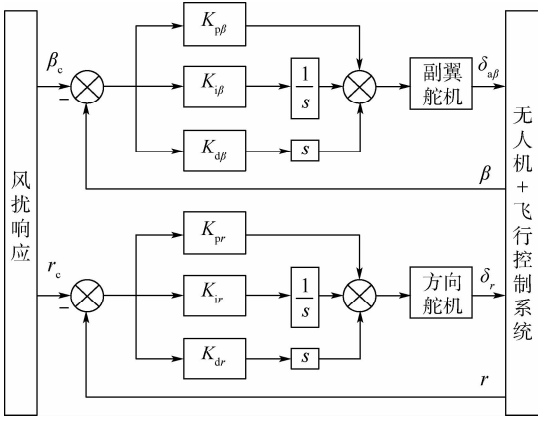 风扰响应
β_c
−
K_pβ
K_iβ
1/s
K_dβ
s
副翼
舵机
δ_aβ
β
r_c
−
K_pr
K_ir
1/s
K_dr
s
方向
舵机
δ_r
r
无人机+飞行控制系统